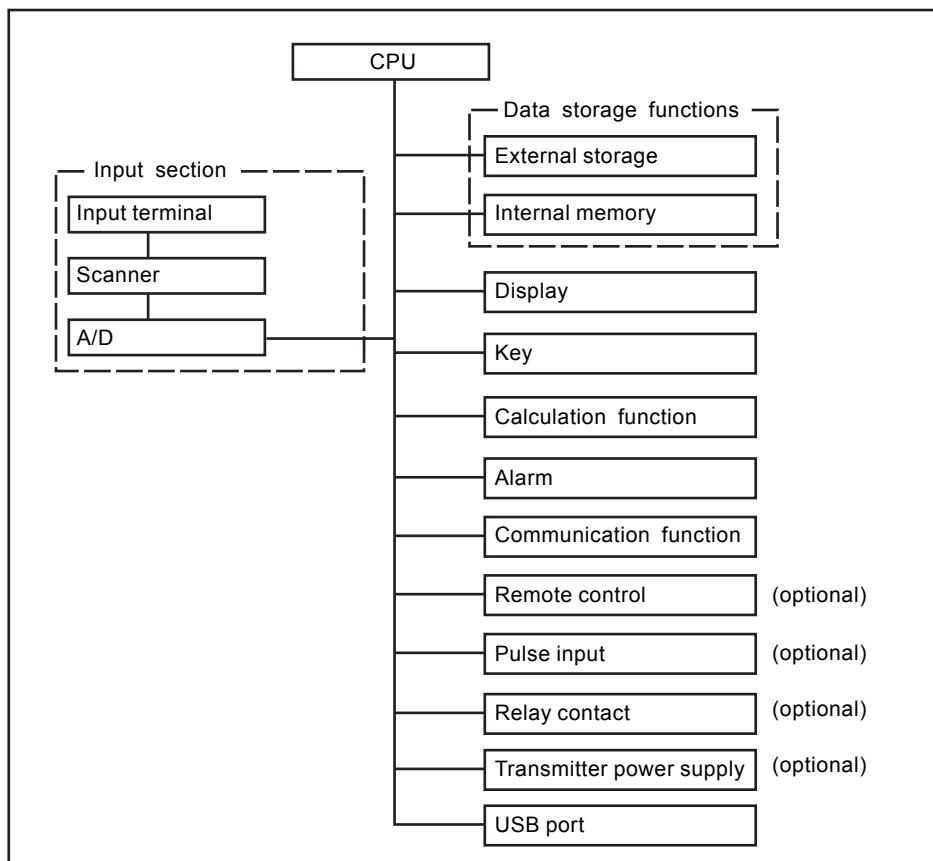 CPU
Data storage functions
External storage
Internal memory
Input section
Input terminal
Scanner
A/D
Display
Key
Calculation function
Alarm
Communication function
Remote control (optional)
Pulse input (optional)
Relay contact (optional)
Transmitter power supply (optional)
USB port